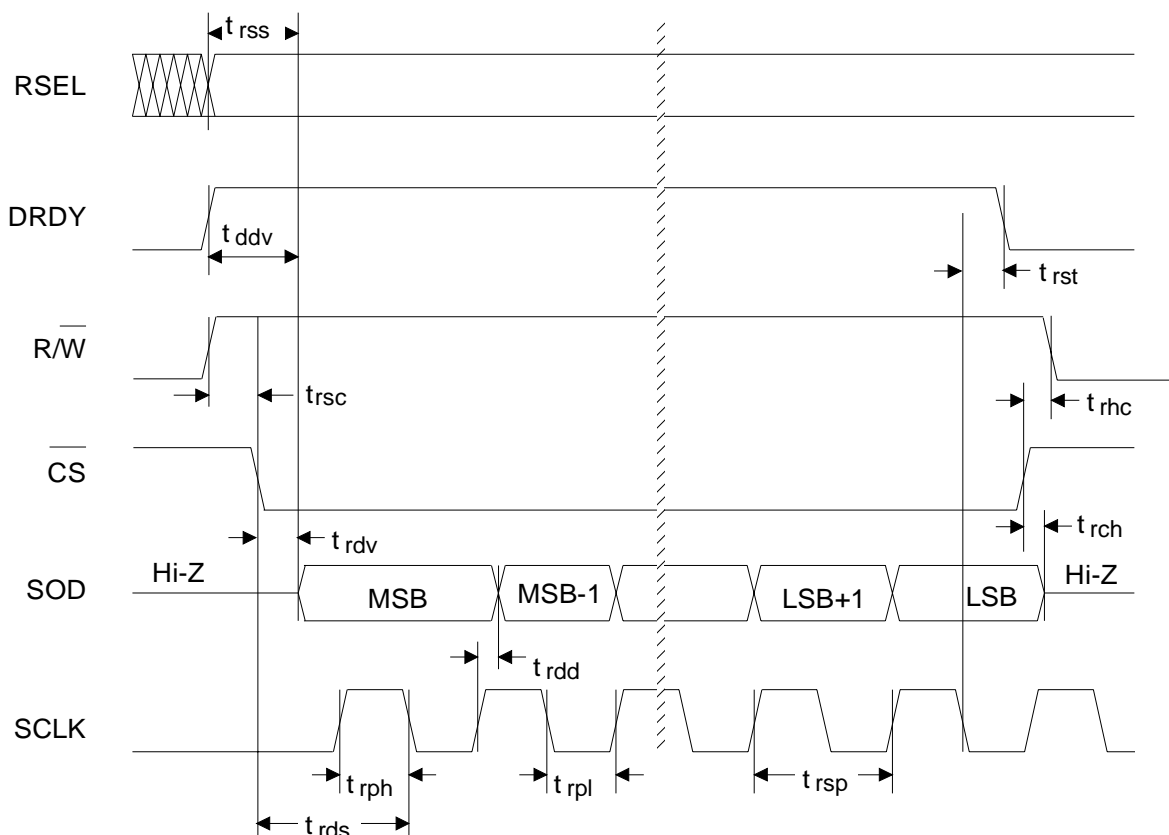 t rss
RSEL
DRDY
t ddv
t rst
R/W̅
t rsc
t rhc
C̅S̅
t rdv
t rch
SOD
Hi-Z
MSB
MSB-1
LSB+1
LSB
Hi-Z
t rdd
SCLK
t rph
t rpl
t rsp
t rds